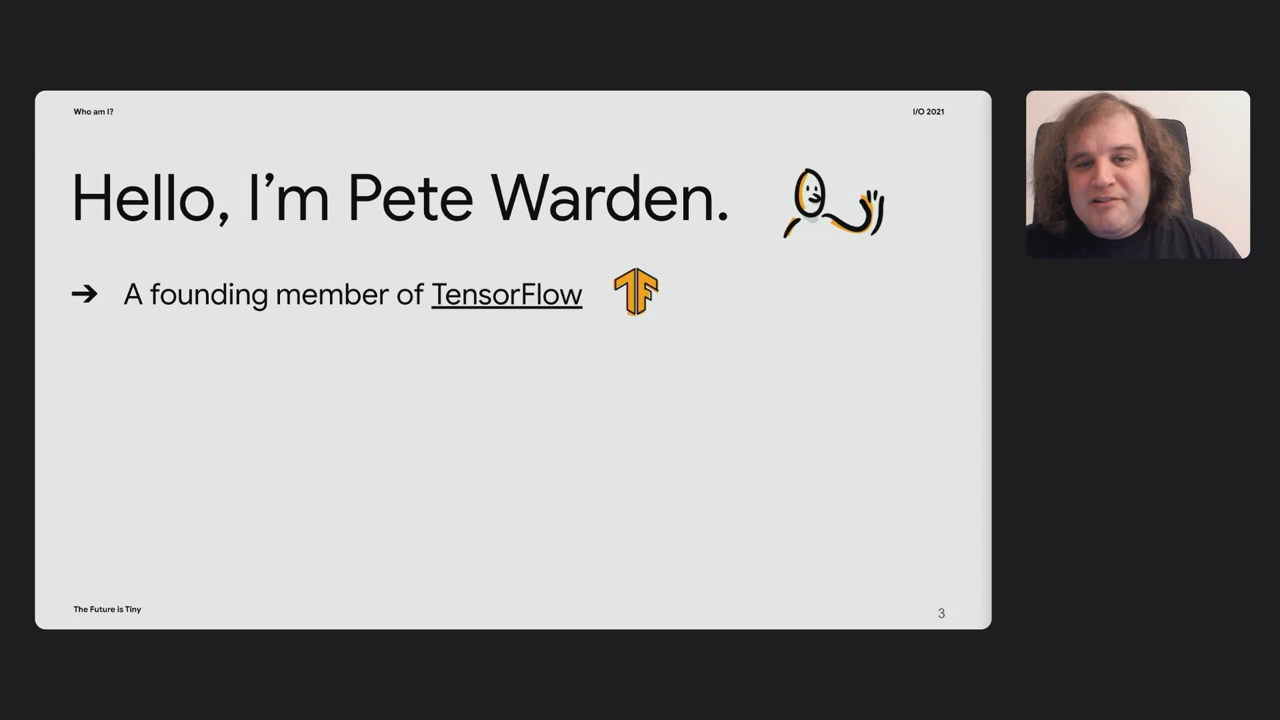 Who am I?
I/O 2021
Hello, I’m Pete Warden.
➔ A founding member of TensorFlow
The Future is Tiny
3